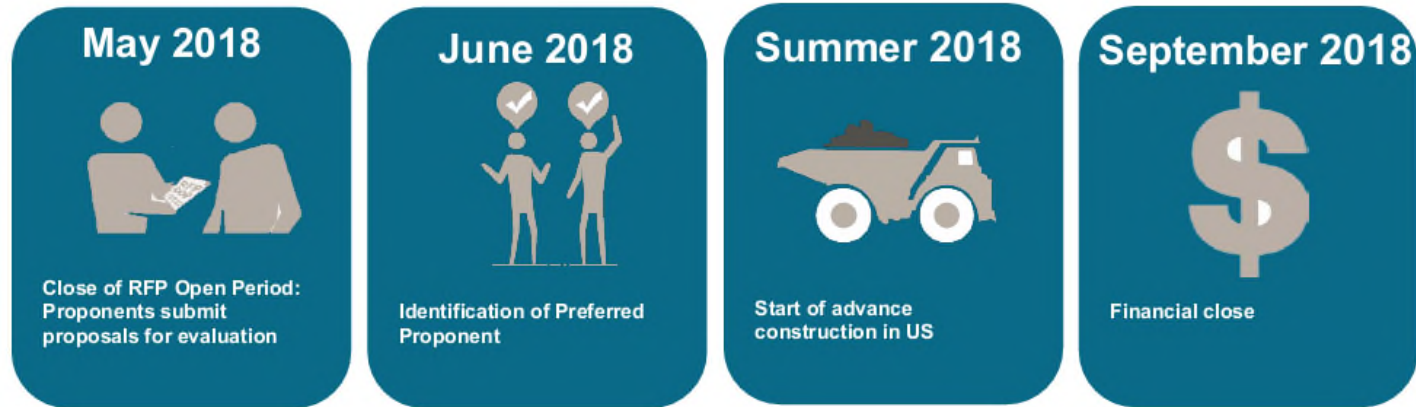 May 2018
Close of RFP Open Period:
Proponents submit
proposals for evaluation
June 2018
Identification of Preferred
Proponent
Summer 2018
Start of advance
construction in US
September 2018
$
Financial close